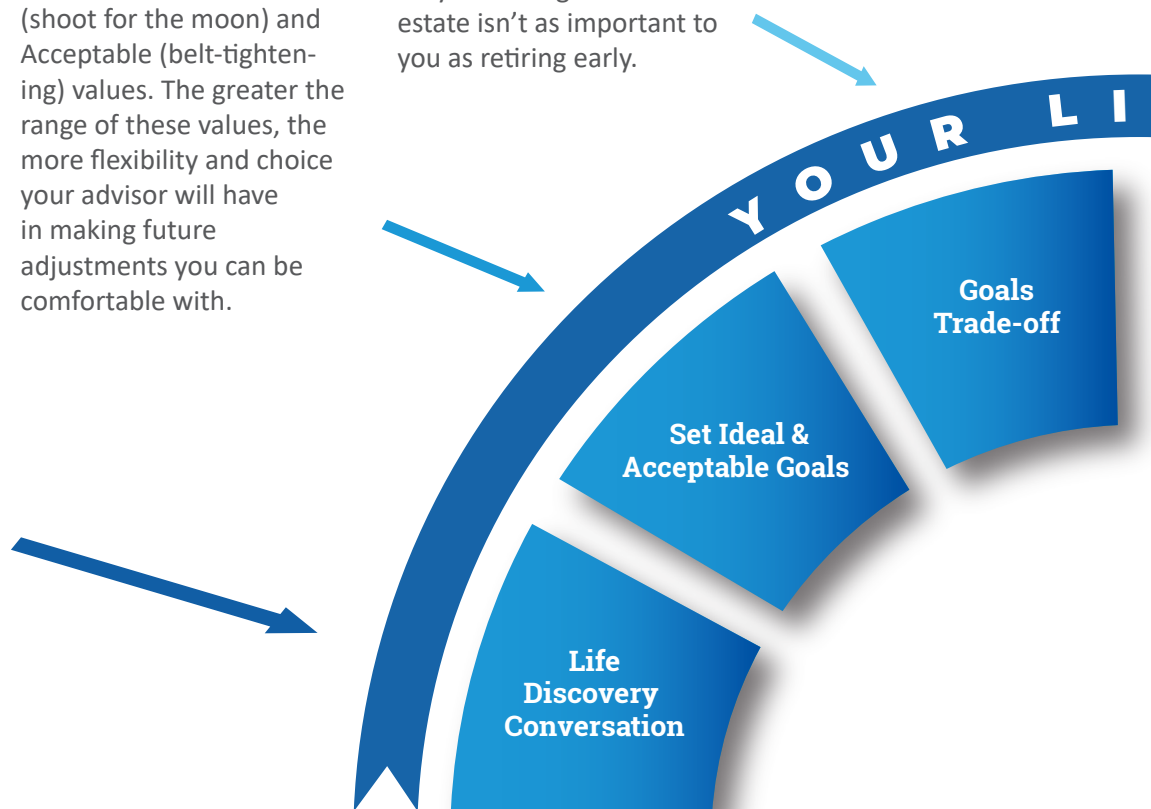 (shoot for the moon) and
Acceptable (belt-tighten-
ing) values. The greater the
range of these values, the
more flexibility and choice
your advisor will have
in making future
adjustments you can be
comfortable with.
estate isn’t as important to
you as retiring early.
YOUR LI
Goals
Trade-off
Set Ideal &
Acceptable Goals
Life
Discovery
Conversation